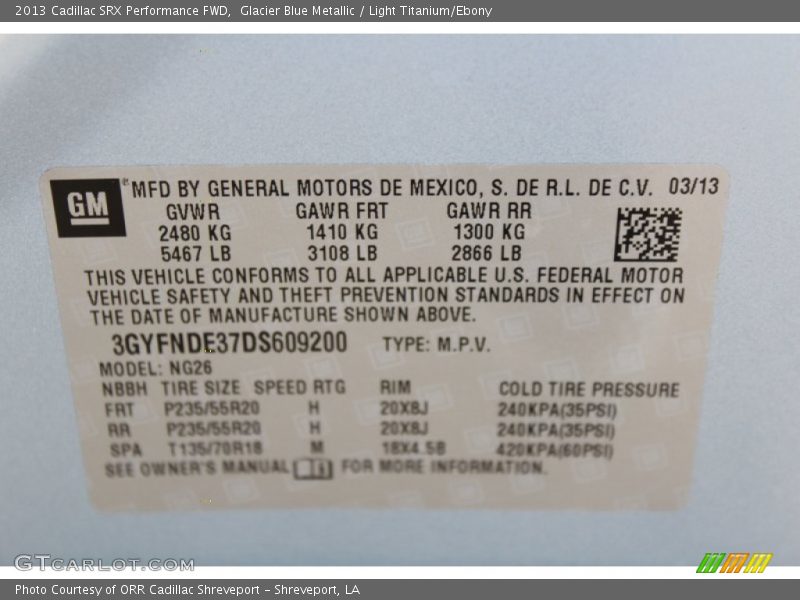 2013 Cadillac SRX Performance FWD, Glacier Blue Metallic / Light Titanium/Ebony
GM
® MFD BY GENERAL MOTORS DE MEXICO, S. DE R.L. DE C.V. 03/13
GVWR GAWR FRT GAWR RR
2480 KG 1410 KG 1300 KG
5467 LB 3108 LB 2866 LB
THIS VEHICLE CONFORMS TO ALL APPLICABLE U.S. FEDERAL MOTOR
VEHICLE SAFETY AND THEFT PREVENTION STANDARDS IN EFFECT ON
THE DATE OF MANUFACTURE SHOWN ABOVE.
3GYFNDE37DS609200 TYPE: M.P.V.
MODEL: NG26
NBBH TIRE SIZE SPEED RTG RIM COLD TIRE PRESSURE
FRT P235/55R20 H 20X8J 240KPA(35PSI)
RR P235/55R20 H 20X8J 240KPA(35PSI)
SPA T135/70R18 M 18X4.5B 420KPA(60PSI)
SEE OWNER'S MANUAL FOR MORE INFORMATION.
GTCARLOT.COM
Photo Courtesy of ORR Cadillac Shreveport - Shreveport, LA